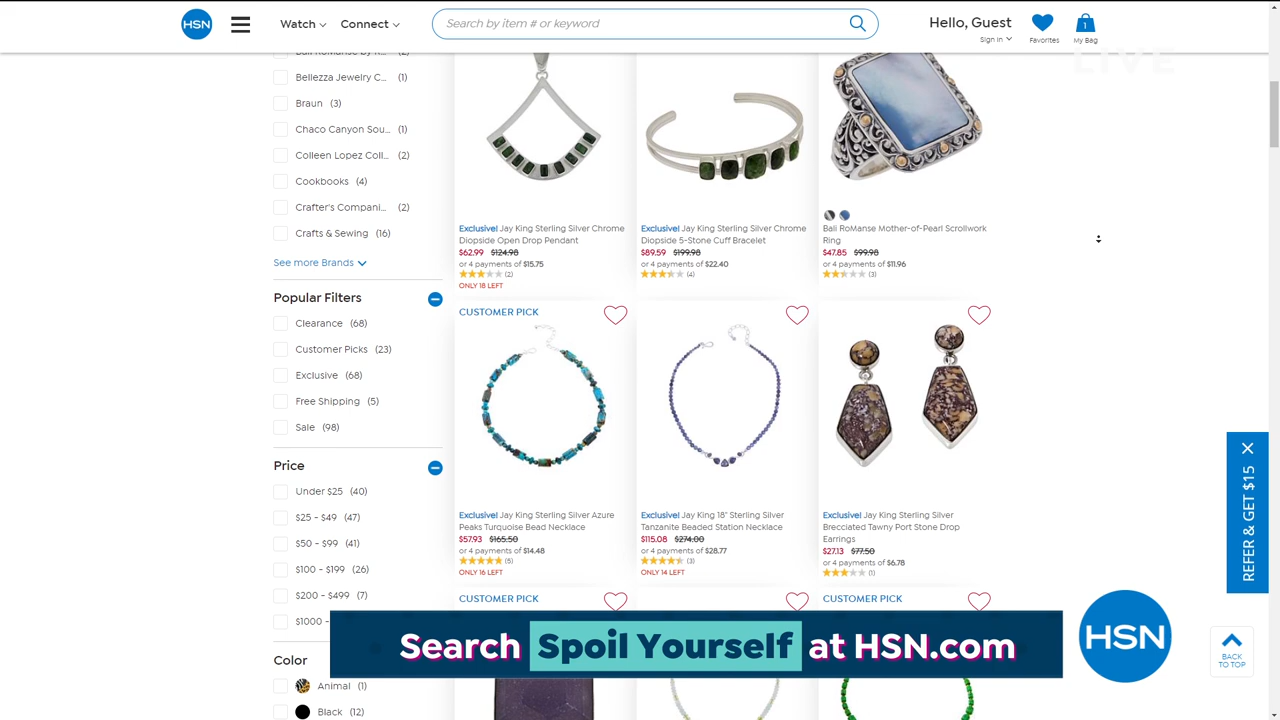 HSN
Watch
Connect
Search by item # or keyword
Hello, Guest
Sign In
Favorites
1
My Bag
LIVE
Bellezza Jewelry C... (1)
Braun (3)
Chaco Canyon Sou... (1)
Colleen Lopez Coll... (2)
Cookbooks (4)
Crafter's Compani... (2)
Crafts & Sewing (16)
See more Brands
Popular Filters
Clearance (68)
Customer Picks (23)
Exclusive (68)
Free Shipping (5)
Sale (98)
Price
Under $25 (40)
$25 - $49 (47)
$50 - $99 (41)
$100 - $199 (26)
$200 - $499 (7)
$1000 -
Color
Animal (1)
Black (12)
Exclusive! Jay King Sterling Silver Chrome
Diopside Open Drop Pendant
$62.99 $124.98
or 4 payments of $15.75
(2)
ONLY 18 LEFT
Exclusive! Jay King Sterling Silver Chrome
Diopside 5-Stone Cuff Bracelet
$89.59 $199.98
or 4 payments of $22.40
(4)
Bali RoManse Mother-of-Pearl Scrollwork
Ring
$47.85 $99.98
or 4 payments of $11.96
(3)
CUSTOMER PICK
Exclusive! Jay King Sterling Silver Azure
Peaks Turquoise Bead Necklace
$57.93 $165.50
or 4 payments of $14.48
(5)
ONLY 16 LEFT
Exclusive! Jay King 18" Sterling Silver
Tanzanite Beaded Station Necklace
$115.08 $274.00
or 4 payments of $28.77
(3)
ONLY 14 LEFT
Exclusive! Jay King Sterling Silver
Brecciated Tawny Port Stone Drop
Earrings
$27.13 $77.50
or 4 payments of $6.78
(1)
CUSTOMER PICK
CUSTOMER PICK
REFER & GET $15
Search Spoil Yourself at HSN.com
HSN
BACK
TO TOP